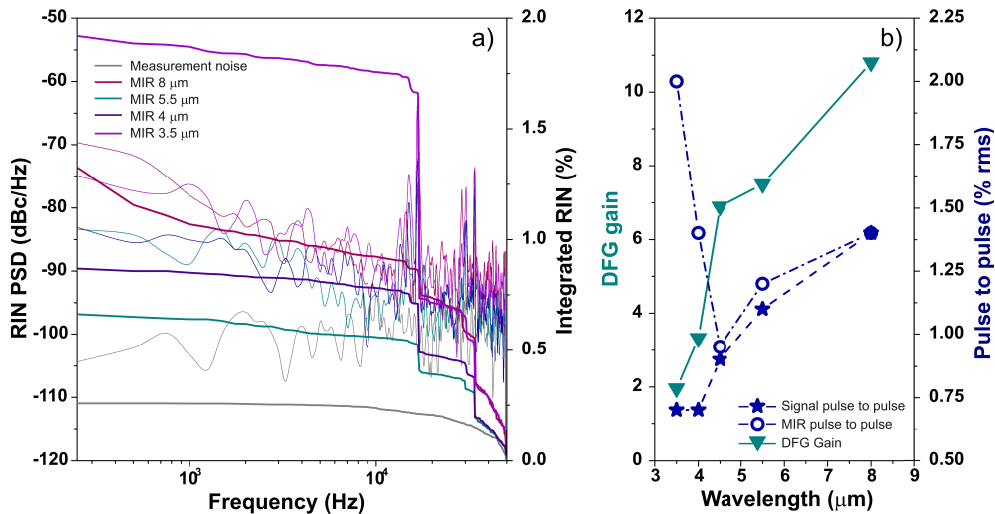 a)
RIN PSD (dBc/Hz)
-50
-60
-70
-80
-90
-100
-110
-120
Measurement noise
MIR 8 μm
MIR 5.5 μm
MIR 4 μm
MIR 3.5 μm
2.0
1.5
1.0
0.5
0.0
Integrated RIN (%)
10³
10⁴
Frequency (Hz)
b)
DFG gain
12
10
8
6
4
2
0
Signal pulse to pulse
MIR pulse to pulse
DFG Gain
2.25
2.00
1.75
1.50
1.25
1.00
0.75
0.50
Pulse to pulse (% rms)
3 4 5 6 7 8 9
Wavelength (μm)